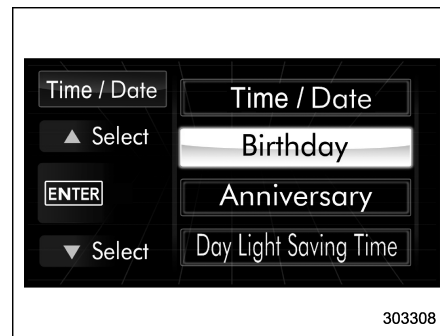 Time / Date
▲ Select
ENTER
▼ Select
Time / Date
Birthday
Anniversary
Day Light Saving Time
303308